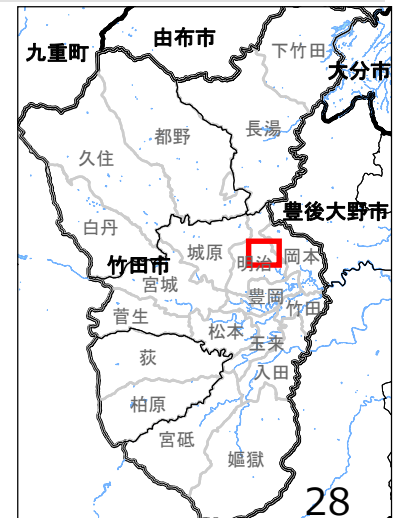 由布市
九重町
下竹田
大分市
長湯
都野
久住
豊後大野市
白丹
城原
岡本
明治
竹田市
宮城
豊岡
竹田
菅生
松本
玉来
荻
入田
柏原
宮砥
嫗獄
28